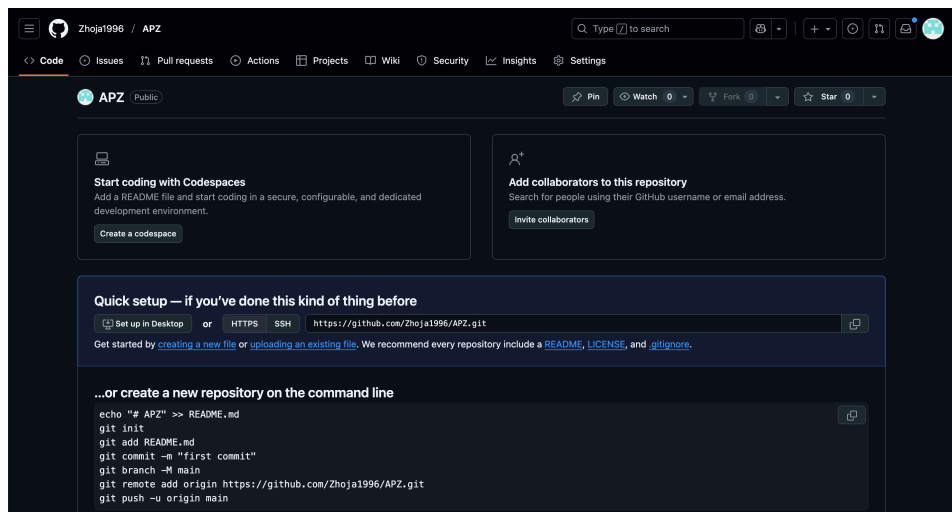 Zhoja1996 / APZ
Type / to search
<> Code
Issues
Pull requests
Actions
Projects
Wiki
Security
Insights
Settings
APZ Public
Pin
Watch 0
Fork 0
Star 0
Start coding with Codespaces
Add a README file and start coding in a secure, configurable, and dedicated
development environment.
Create a codespace
Add collaborators to this repository
Search for people using their GitHub username or email address.
Invite collaborators
Quick setup — if you've done this kind of thing before
Set up in Desktop or HTTPS SSH https://github.com/Zhoja1996/APZ.git
Get started by creating a new file or uploading an existing file. We recommend every repository include a README, LICENSE, and .gitignore.
...or create a new repository on the command line
echo "# APZ" >> README.md
git init
git add README.md
git commit -m "first commit"
git branch -M main
git remote add origin https://github.com/Zhoja1996/APZ.git
git push -u origin main